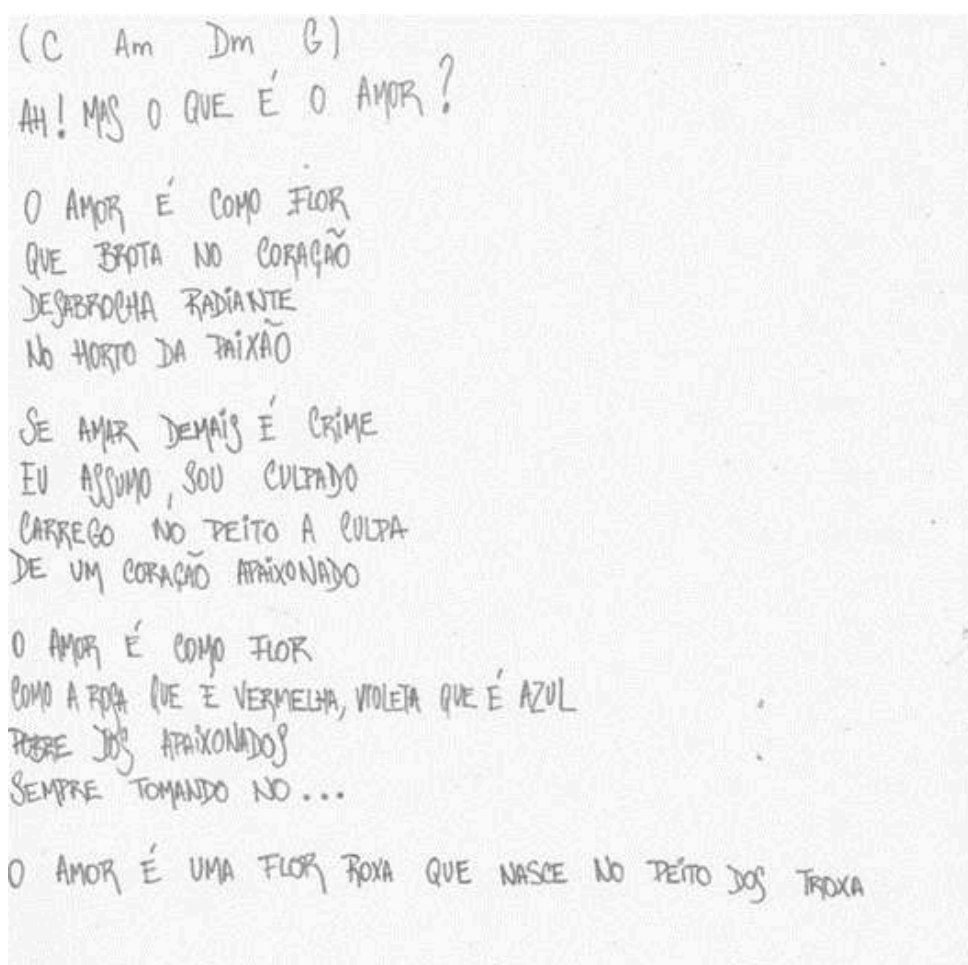 (C Am Dm G)
AH! MAS O QUE É O AMOR?
O AMOR É COMO FLOR
QUE BROTA NO CORAÇÃO
DESABROCHA RADIANTE
NO HORTO DA PAIXÃO
SE AMAR DEMAIS É CRIME
EU ASSUMO, SOU CULPADO
CARREGO NO PEITO A CULPA
DE UM CORAÇÃO APAIXONADO
O AMOR É COMO FLOR
COMO A ROSA QUE É VERMELHA, VIOLETA QUE É AZUL
POBRE DOS APAIXONADOS
SEMPRE TOMANDO NO...
O AMOR É UMA FLOR ROXA QUE NASCE NO PEITO DOS TROXA